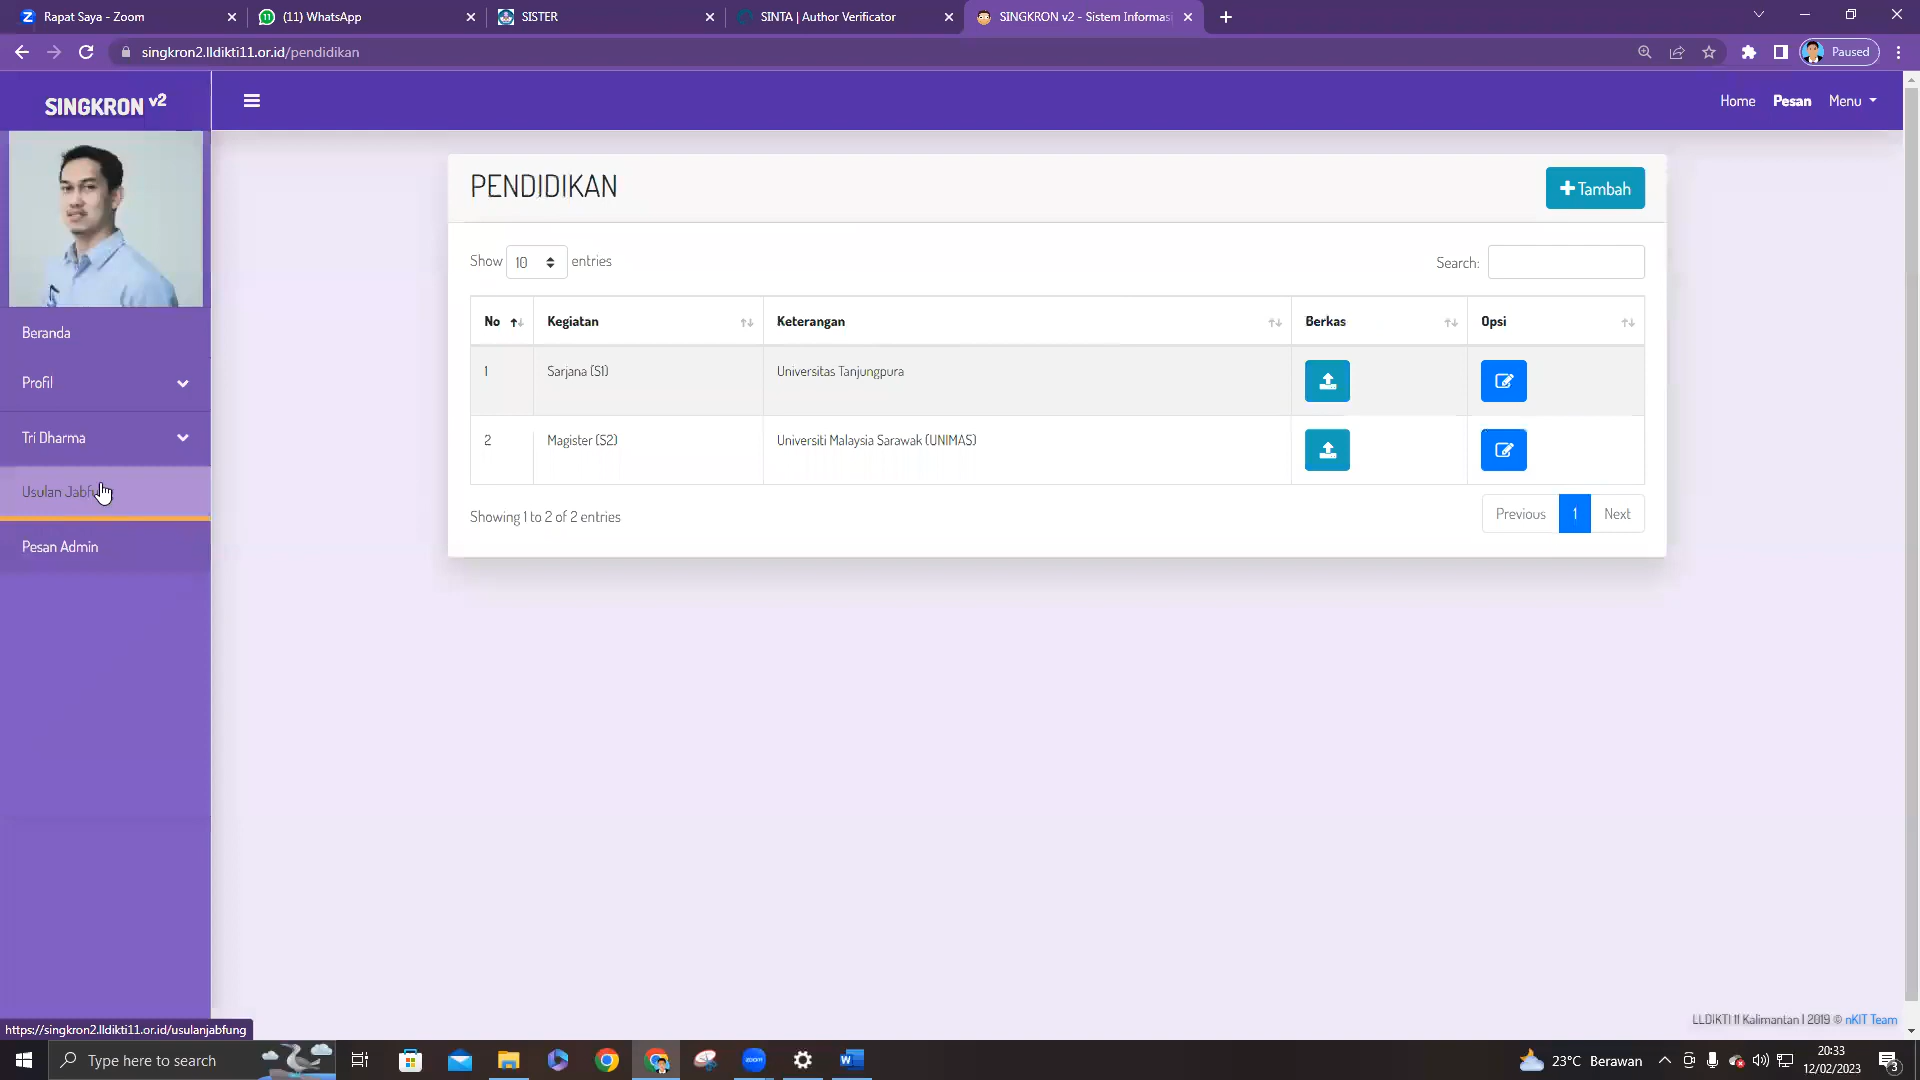 Rapat Saya - Zoom
(11) WhatsApp
SISTER
SINTA | Author Verificator
SINGKRON v2 - Sistem Informasi
singkron2.lldikti11.or.id/pendidikan
Paused
SINGKRON v2
Home Pesan Menu
Beranda
Profil
Tri Dharma
Usulan Jabfu
Pesan Admin
PENDIDIKAN
Tambah
Show 10 entries
Search:
No Kegiatan Keterangan Berkas Opsi
1 Sarjana (S1) Universitas Tanjungpura
2 Magister (S2) Universiti Malaysia Sarawak (UNIMAS)
Showing 1 to 2 of 2 entries
Previous 1 Next
LLDiKTI 11 Kalimantan | 2019 © nKIT Team
https://singkron2.lldikti11.or.id/usulanjabfung
Type here to search
zoom
23°C Berawan
20:33
12/02/2023
3